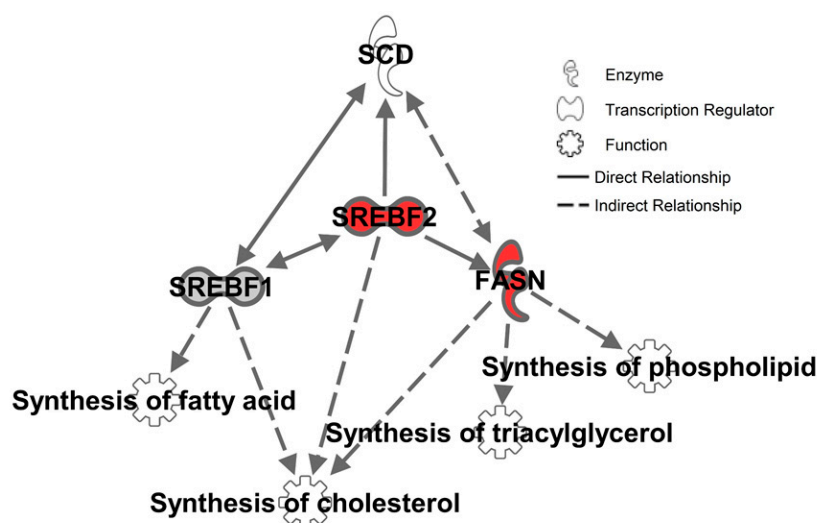 SCD
Enzyme
Transcription Regulator
Function
Direct Relationship
Indirect Relationship
SREBF2
SREBF1
FASN
Synthesis of phospholipid
Synthesis of fatty acid
Synthesis of triacylglycerol
Synthesis of cholesterol